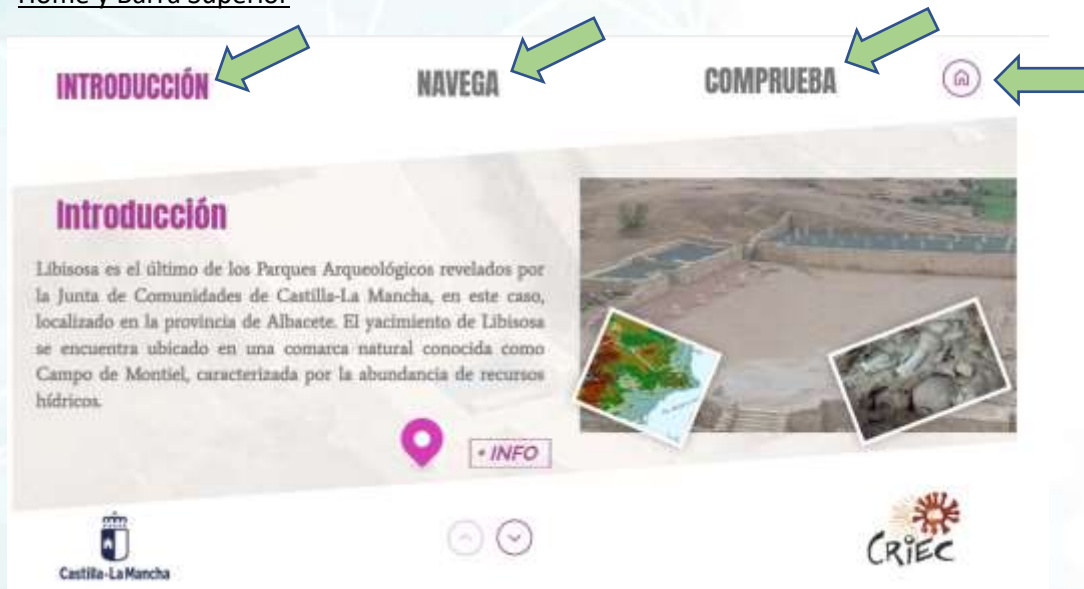 Home y Barra Superior
INTRODUCCIÓN
NAVEGA
COMPRUEBA
Introducción
Libisosa es el último de los Parques Arqueológicos revelados por
la Junta de Comunidades de Castilla-La Mancha, en este caso,
localizado en la provincia de Albacete. El yacimiento de Libisosa
se encuentra ubicado en una comarca natural conocida como
Campo de Montiel, caracterizada por la abundancia de recursos
hídricos.
+ INFO
Castilla-La Mancha
CRIEC